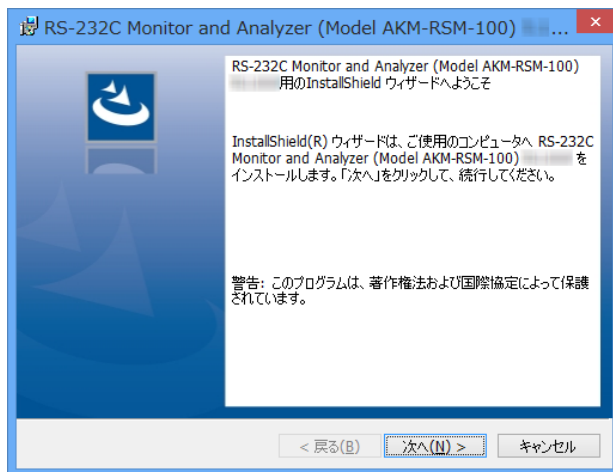 RS-232C Monitor and Analyzer (Model AKM-RSM-100) ...
RS-232C Monitor and Analyzer (Model AKM-RSM-100)
用のInstallShield ウィザードへようこそ
InstallShield(R) ウィザードは、ご使用のコンピュータへ RS-232C
Monitor and Analyzer (Model AKM-RSM-100) を
インストールします。「次へ」をクリックして、続行してください。
警告: このプログラムは、著作権法および国際協定によって保護
されています。
< 戻る(B) 次へ(N) > キャンセル